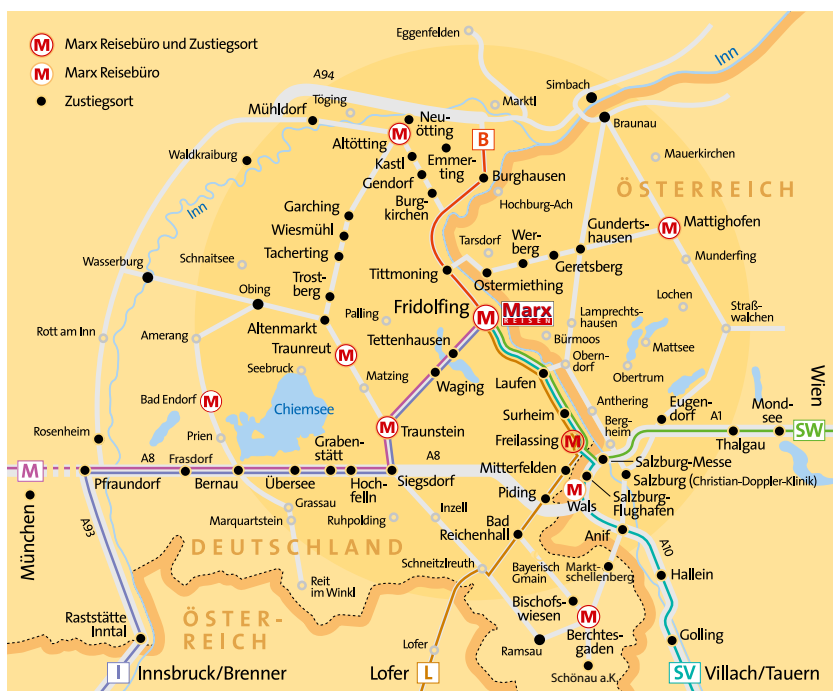 M Marx Reisebüro und Zustiegsort
M Marx Reisebüro
Zustiegsort
Eggenfelden
Inn
A94
Simbach
Töging
Marktl
Mühldorf
Neu-
ötting
Braunau
M
Altötting
B
Waldkraiburg
Kastl
Emmer-
ting
Mauerkirchen
Gendorf
Burghausen
ÖSTERREICH
Burg-
kirchen
Hochburg-Ach
Inn
Garching
Wiesmühl
Gunderts-
hausen
Mattighofen
M
Tarsdorf
Wer-
berg
Wasserburg
Schnaitsee
Tacherting
Tittmoning
Geretsberg
Munderfing
Trost-
berg
Ostermiething
Obing
Fridolfing
M
Marx
REISEN
Lochen
Palling
Lamprechts-
hausen
Straß-
walchen
Rott am Inn
Amerang
Altenmarkt
Tettenhausen
Bürmoos
Traunreut
M
Mattsee
Seebruck
Matzing
Waging
Laufen
Obern-
dorf
Obertrum
Bad Endorf
M
Chiemsee
Surheim
Anthering
Eugen-
dorf
Mond-
see
Wien
A1
SW
Berg-
heim
Thalgau
Rosenheim
Prien
M
Traunstein
Freilassing
M
Graben-
stätt
M
A8
Frasdorf
A8
Mitterfelden
Salzburg-Messe
Pfraundorf
Bernau
Übersee
Hoch-
felln
Siegsdorf
Salzburg (Christian-Doppler-Klinik)
Piding
M
Wals
Salzburg-
Flughafen
München
A93
Grassau
Marquartstein
Ruhpolding
Inzell
Bad
Reichenhall
Anif
A10
DEUTSCHLAND
Schneitzlreuth
Bayerisch
Gmain
Markt-
schellenberg
Hallein
Reit
im Winkl
Bischofs-
wiesen
Raststätte
Inntal
ÖSTER-
REICH
M
Berchtes-
gaden
Golling
Lofer
Ramsau
I Innsbruck/Brenner
Lofer L
Schönau a.K.
SV Villach/Tauern